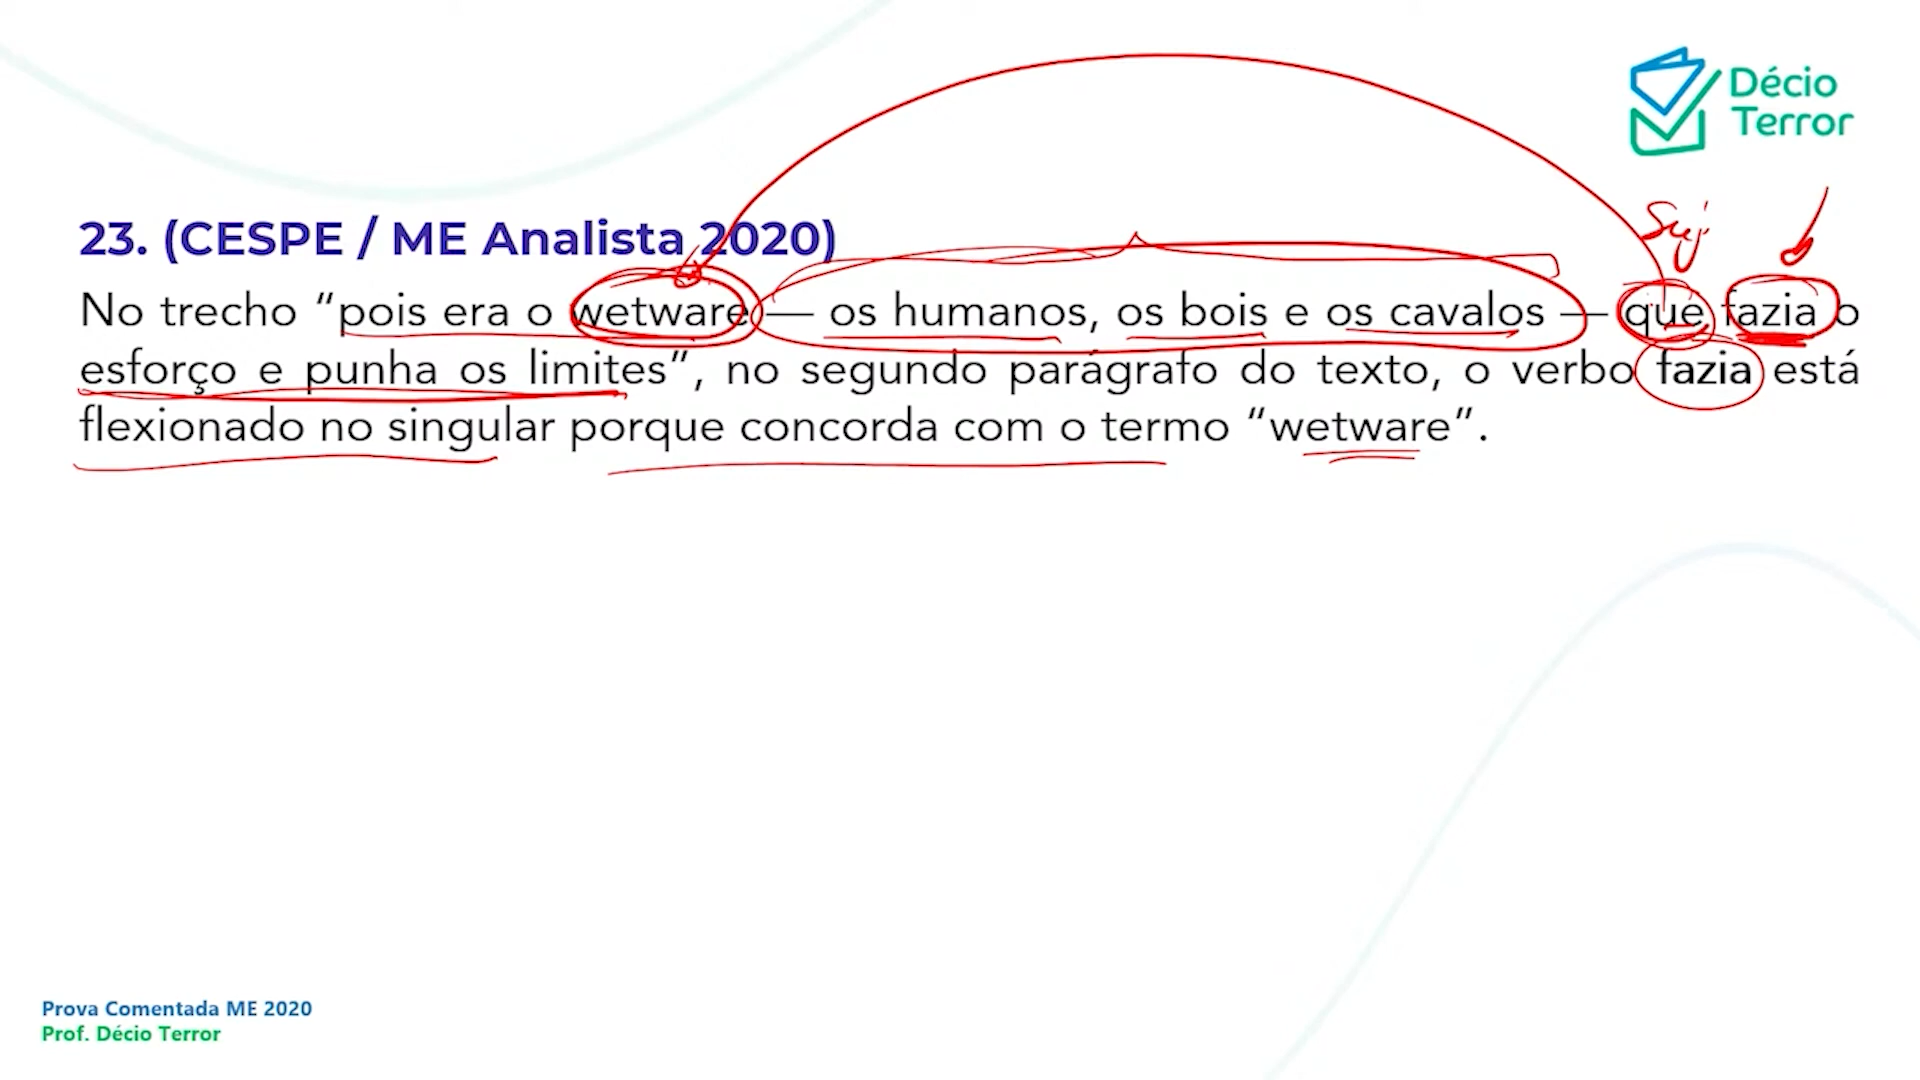 Décio
Terror
Suj.
23. (CESPE / ME Analista 2020)
No trecho “pois era o wetware — os humanos, os bois e os cavalos — que fazia o
esforço e punha os limites”, no segundo parágrafo do texto, o verbo fazia está
flexionado no singular porque concorda com o termo “wetware”.
Prova Comentada ME 2020
Prof. Décio Terror